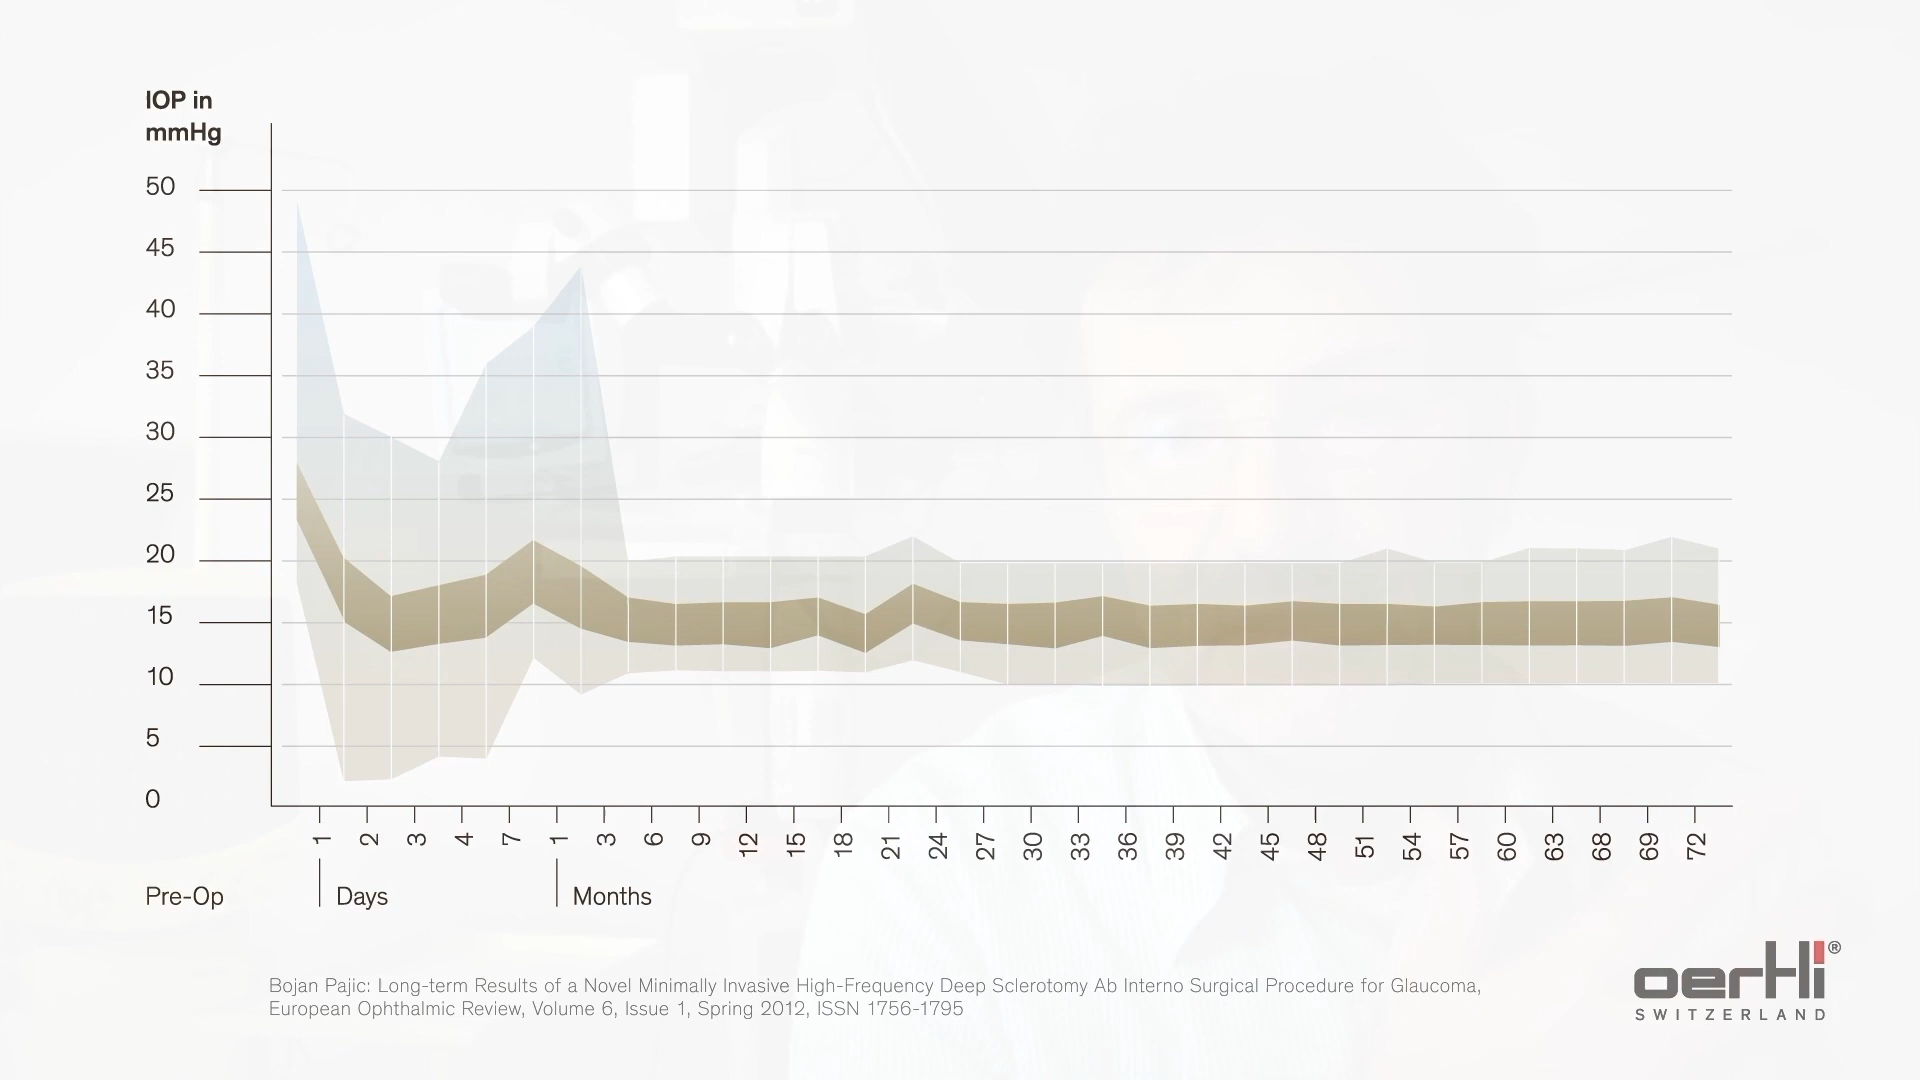 IOP in
mmHg
50
45
40
35
30
25
20
15
10
5
0
1 2 3 4 7 1 3 6 9 12 15 18 21 24 27 30 33 36 39 42 45 48 51 54 57 60 63 68 69 72
Pre-Op Days Months
Bojan Pajic: Long-term Results of a Novel Minimally Invasive High-Frequency Deep Sclerotomy Ab Interno Surgical Procedure for Glaucoma,
European Ophthalmic Review, Volume 6, Issue 1, Spring 2012, ISSN 1756-1795
oertli®
SWITZERLAND